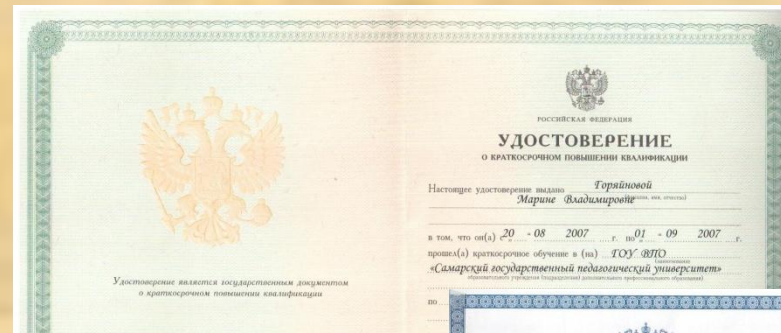 Удостоверение является государственным документом
о краткосрочном повышении квалификации
РОССИЙСКАЯ ФЕДЕРАЦИЯ
УДОСТОВЕРЕНИЕ
О КРАТКОСРОЧНОМ ПОВЫШЕНИИ КВАЛИФИКАЦИИ
Настоящее удостоверение выдано Горяйновой
Марине Владимировне
в том, что он(а) с 20 - 08 2007 г. по 01 - 09 2007 г.
прошел(а) краткосрочное обучение в (на) ГОУ ВПО
«Самарский государственный педагогический университет»
по